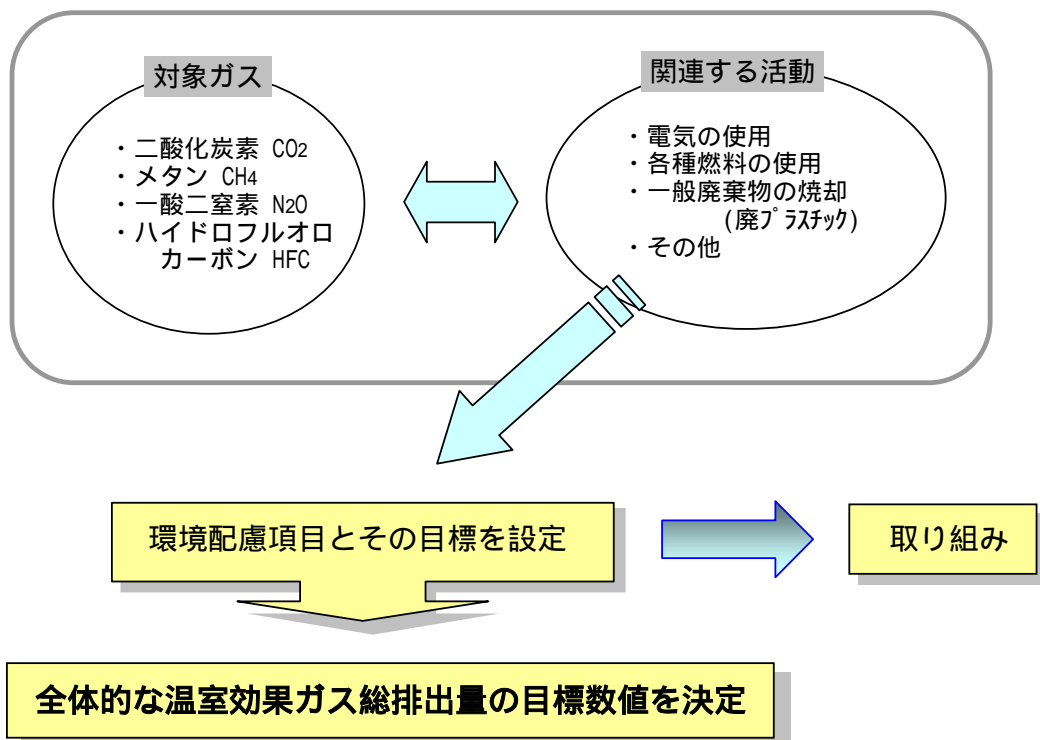 対象ガス
・二酸化炭素 CO2
・メタン CH4
・一酸二窒素 N2O
・ハイドロフルオロ
カーボン HFC
関連する活動
・電気の使用
・各種燃料の使用
・一般廃棄物の焼却
(廃ﾌﾟﾗｽﾁｯｸ)
・その他
環境配慮項目とその目標を設定
取り組み
全体的な温室効果ガス総排出量の目標数値を決定